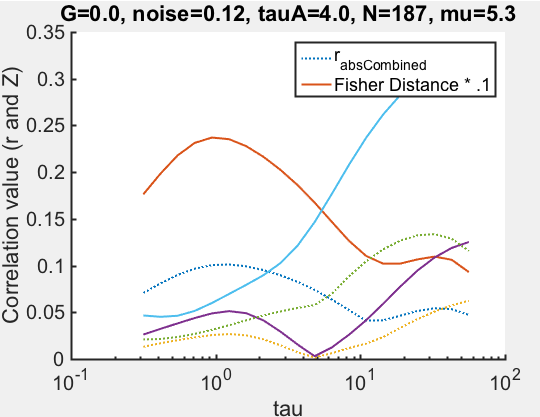 G=0.0, noise=0.12, tauA=4.0, N=187, mu=5.3
0.35
0.3
0.25
0.2
0.15
0.1
0.05
0
Correlation value (r and Z)
r_absCombined
Fisher Distance * .1
10^-1
10^0
10^1
10^2
tau